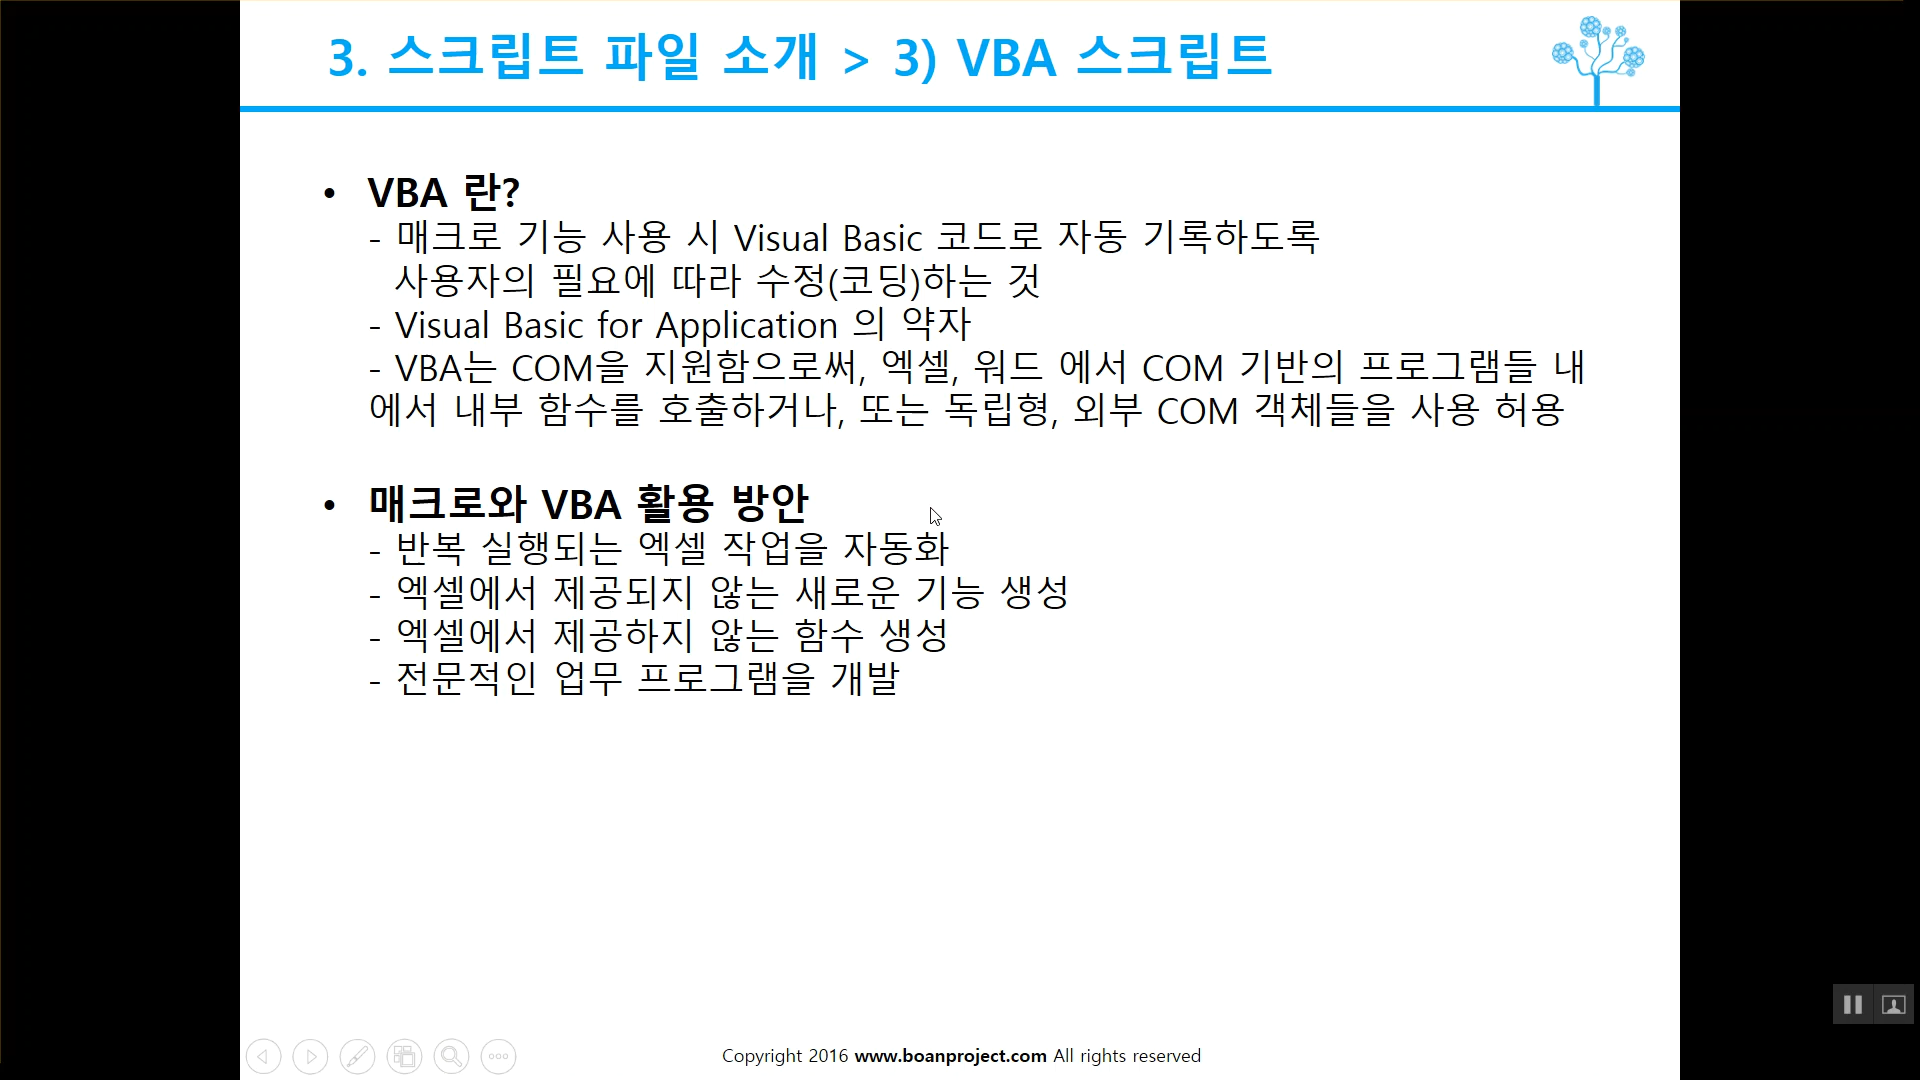 3. 스크립트 파일 소개 > 3) VBA 스크립트
• VBA 란?
- 매크로 기능 사용 시 Visual Basic 코드로 자동 기록하도록
사용자의 필요에 따라 수정(코딩)하는 것
- Visual Basic for Application 의 약자
- VBA는 COM을 지원함으로써, 엑셀, 워드 에서 COM 기반의 프로그램들 내
에서 내부 함수를 호출하거나, 또는 독립형, 외부 COM 객체들을 사용 허용
• 매크로와 VBA 활용 방안
- 반복 실행되는 엑셀 작업을 자동화
- 엑셀에서 제공되지 않는 새로운 기능 생성
- 엑셀에서 제공하지 않는 함수 생성
- 전문적인 업무 프로그램을 개발
Copyright 2016 www.boanproject.com All rights reserved